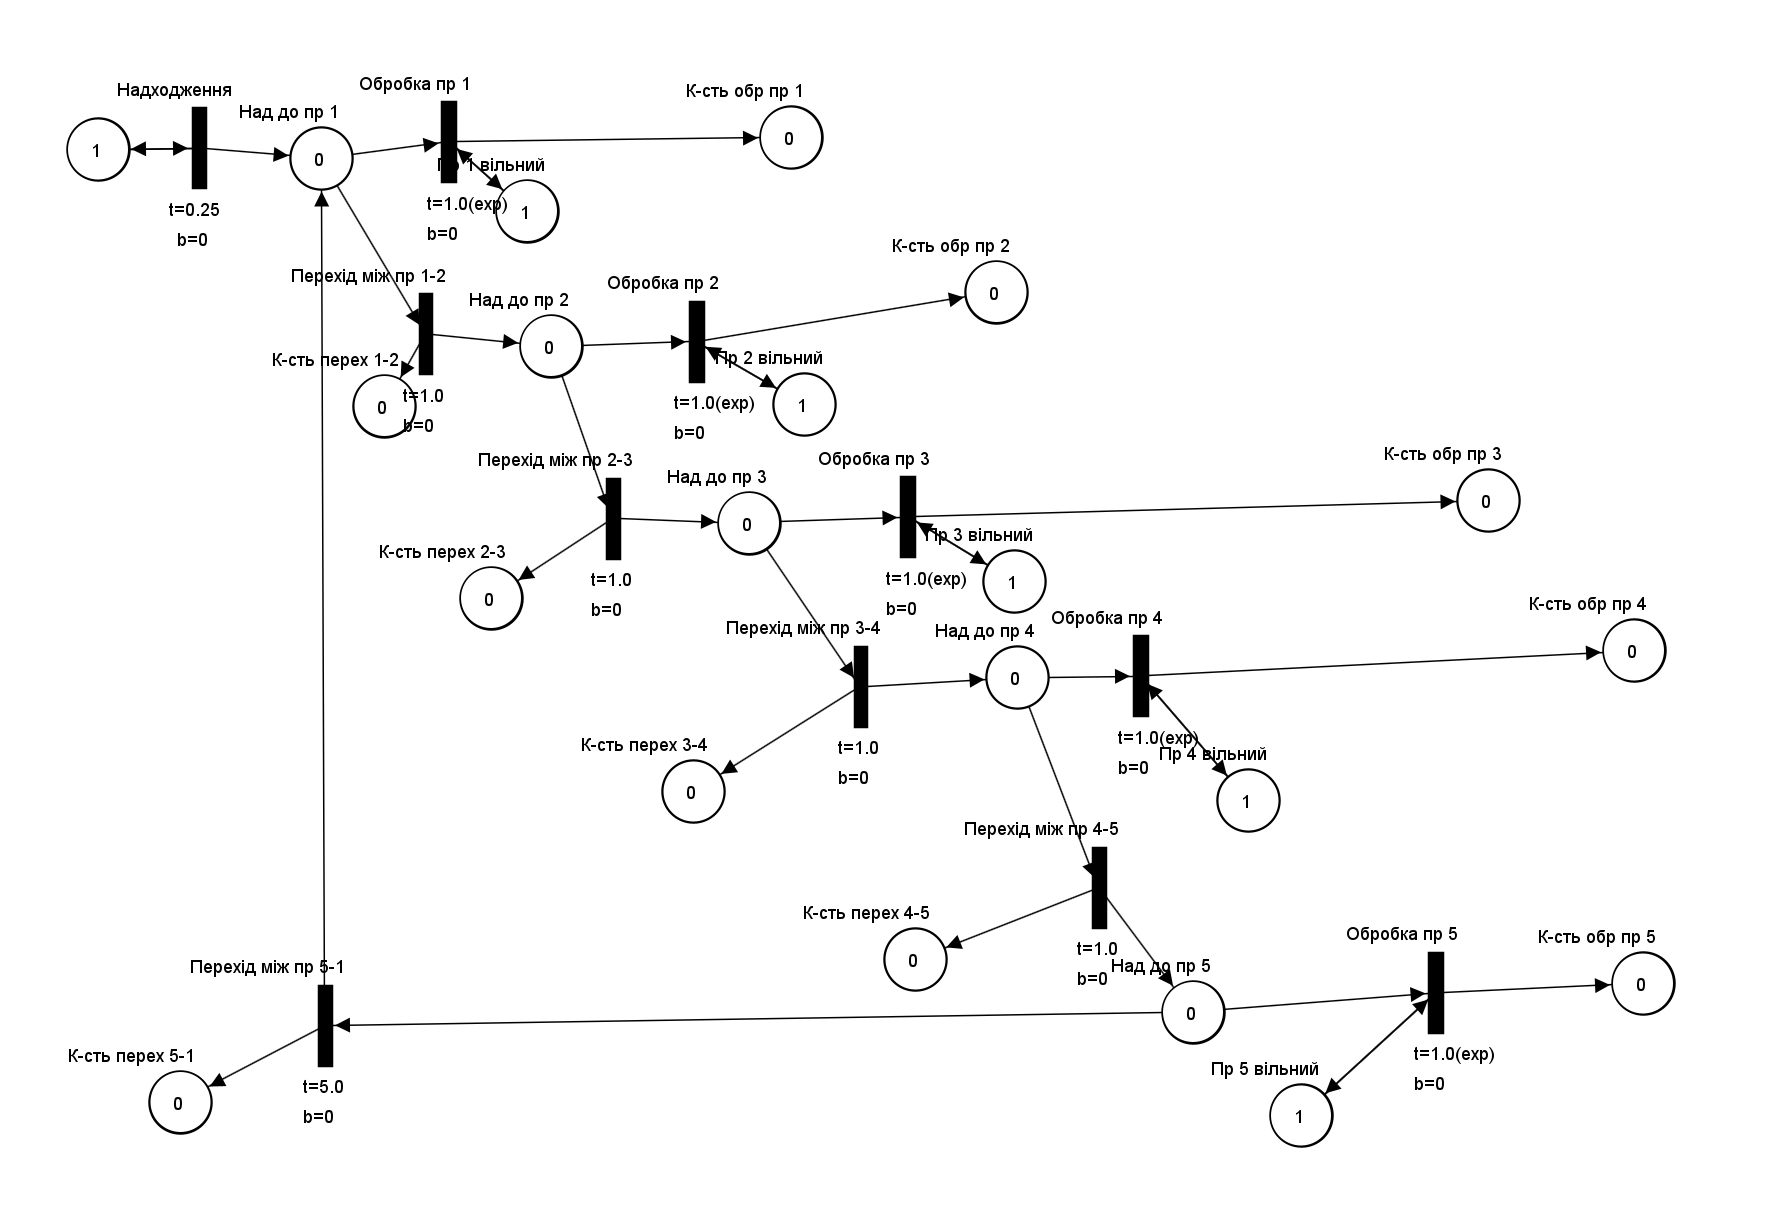 Обробка пр 1
Надходження
К-сть обр пр 1
Над до пр 1
0
1
0
Пр 1 вільний
t=0.25
t=1.0(exp)
1
b=0
b=0
К-сть обр пр 2
Перехід між пр 1-2
Обробка пр 2
0
Над до пр 2
0
К-сть перех 1-2
Пр 2 вільний
t=1.0
0
t=1.0(exp)
1
b=0
b=0
К-сть обр пр 3
Перехід між пр 2-3
Обробка пр 3
Над до пр 3
0
0
Пр 3 вільний
К-сть перех 2-3
t=1.0
t=1.0(exp)
1
0
b=0
b=0
К-сть обр пр 4
Обробка пр 4
Перехід між пр 3-4
Над до пр 4
0
0
t=1.0(exp)
К-сть перех 3-4
t=1.0
Пр 4 вільний
b=0
b=0
0
1
Перехід між пр 4-5
К-сть перех 4-5
Обробка пр 5
К-сть обр пр 5
t=1.0
0
Перехід між пр 5-1
Над до пр 5
b=0
0
0
К-сть перех 5-1
t=1.0(exp)
Пр 5 вільний
t=5.0
b=0
0
b=0
1